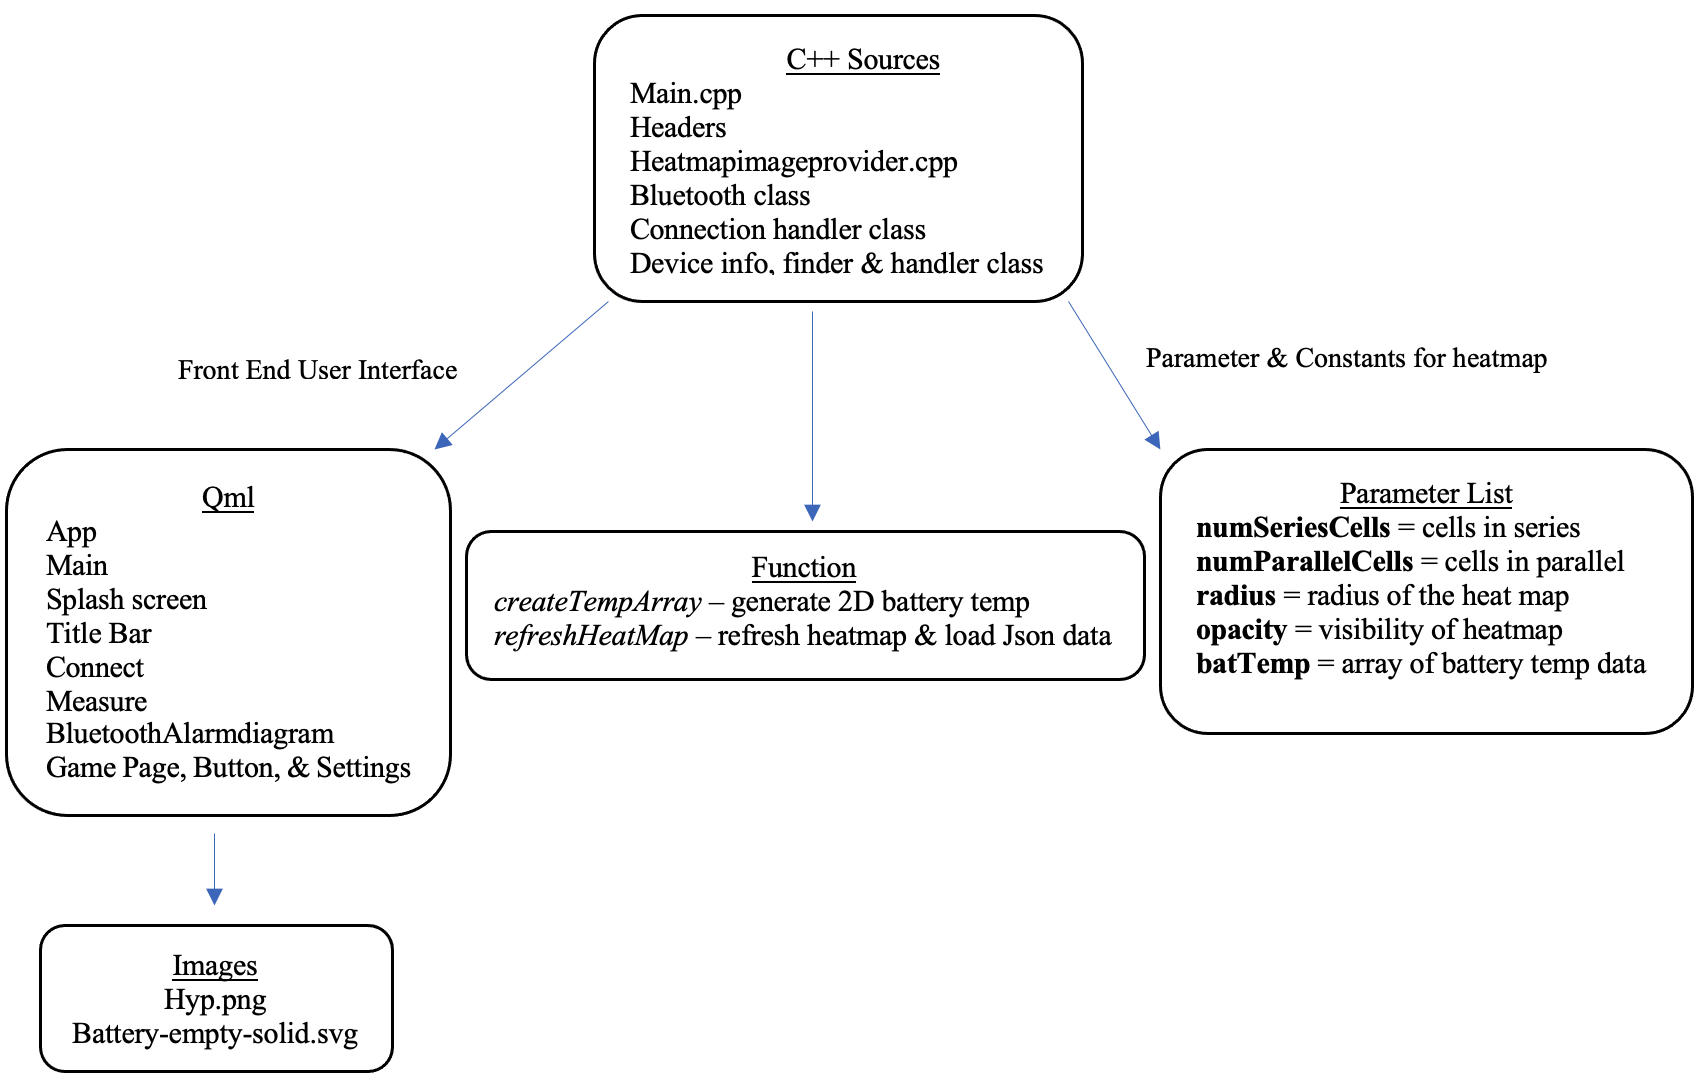 C++ Sources
Main.cpp
Headers
Heatmapimageprovider.cpp
Bluetooth class
Connection handler class
Device info, finder & handler class
Front End User Interface
Parameter & Constants for heatmap
Qml
App
Main
Splash screen
Title Bar
Connect
Measure
BluetoothAlarmdiagram
Game Page, Button, & Settings
Function
createTempArray – generate 2D battery temp
refreshHeatMap – refresh heatmap & load Json data
Parameter List
numSeriesCells = cells in series
numParallelCells = cells in parallel
radius = radius of the heat map
opacity = visibility of heatmap
batTemp = array of battery temp data
Images
Hyp.png
Battery-empty-solid.svg